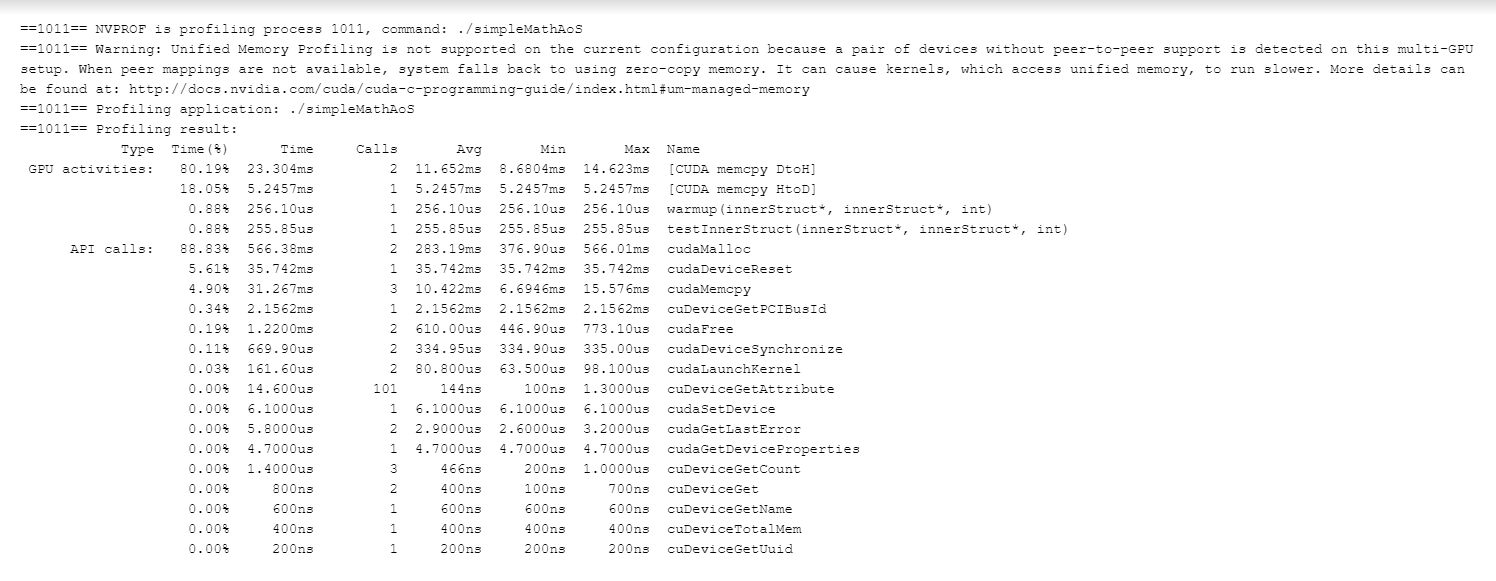 ==1011== NVPROF is profiling process 1011, command: ./simpleMathAoS
==1011== Warning: Unified Memory Profiling is not supported on the current configuration because a pair of devices without peer-to-peer support is detected on this multi-GPU
setup. When peer mappings are not available, system falls back to using zero-copy memory. It can cause kernels, which access unified memory, to run slower. More details can
be found at: http://docs.nvidia.com/cuda/cuda-c-programming-guide/index.html#um-managed-memory
==1011== Profiling application: ./simpleMathAoS
==1011== Profiling result:
Type Time(%) Time Calls Avg Min Max Name
GPU activities: 80.19% 23.304ms 2 11.652ms 8.6804ms 14.623ms [CUDA memcpy DtoH]
18.05% 5.2457ms 1 5.2457ms 5.2457ms 5.2457ms [CUDA memcpy HtoD]
0.88% 256.10us 1 256.10us 256.10us 256.10us warmup(innerStruct*, innerStruct*, int)
0.88% 255.85us 1 255.85us 255.85us 255.85us testInnerStruct(innerStruct*, innerStruct*, int)
API calls: 88.83% 566.38ms 2 283.19ms 376.90us 566.01ms cudaMalloc
5.61% 35.742ms 1 35.742ms 35.742ms 35.742ms cudaDeviceReset
4.90% 31.267ms 3 10.422ms 6.6946ms 15.576ms cudaMemcpy
0.34% 2.1562ms 1 2.1562ms 2.1562ms 2.1562ms cuDeviceGetPCIBusId
0.19% 1.2200ms 2 610.00us 446.90us 773.10us cudaFree
0.11% 669.90us 2 334.95us 334.90us 335.00us cudaDeviceSynchronize
0.03% 161.60us 2 80.800us 63.500us 98.100us cudaLaunchKernel
0.00% 14.600us 101 144ns 100ns 1.3000us cuDeviceGetAttribute
0.00% 6.1000us 1 6.1000us 6.1000us 6.1000us cudaSetDevice
0.00% 5.8000us 2 2.9000us 2.6000us 3.2000us cudaGetLastError
0.00% 4.7000us 1 4.7000us 4.7000us 4.7000us cudaGetDeviceProperties
0.00% 1.4000us 3 466ns 200ns 1.0000us cuDeviceGetCount
0.00% 800ns 2 400ns 100ns 700ns cuDeviceGet
0.00% 600ns 1 600ns 600ns 600ns cuDeviceGetName
0.00% 400ns 1 400ns 400ns 400ns cuDeviceTotalMem
0.00% 200ns 1 200ns 200ns 200ns cuDeviceGetUuid